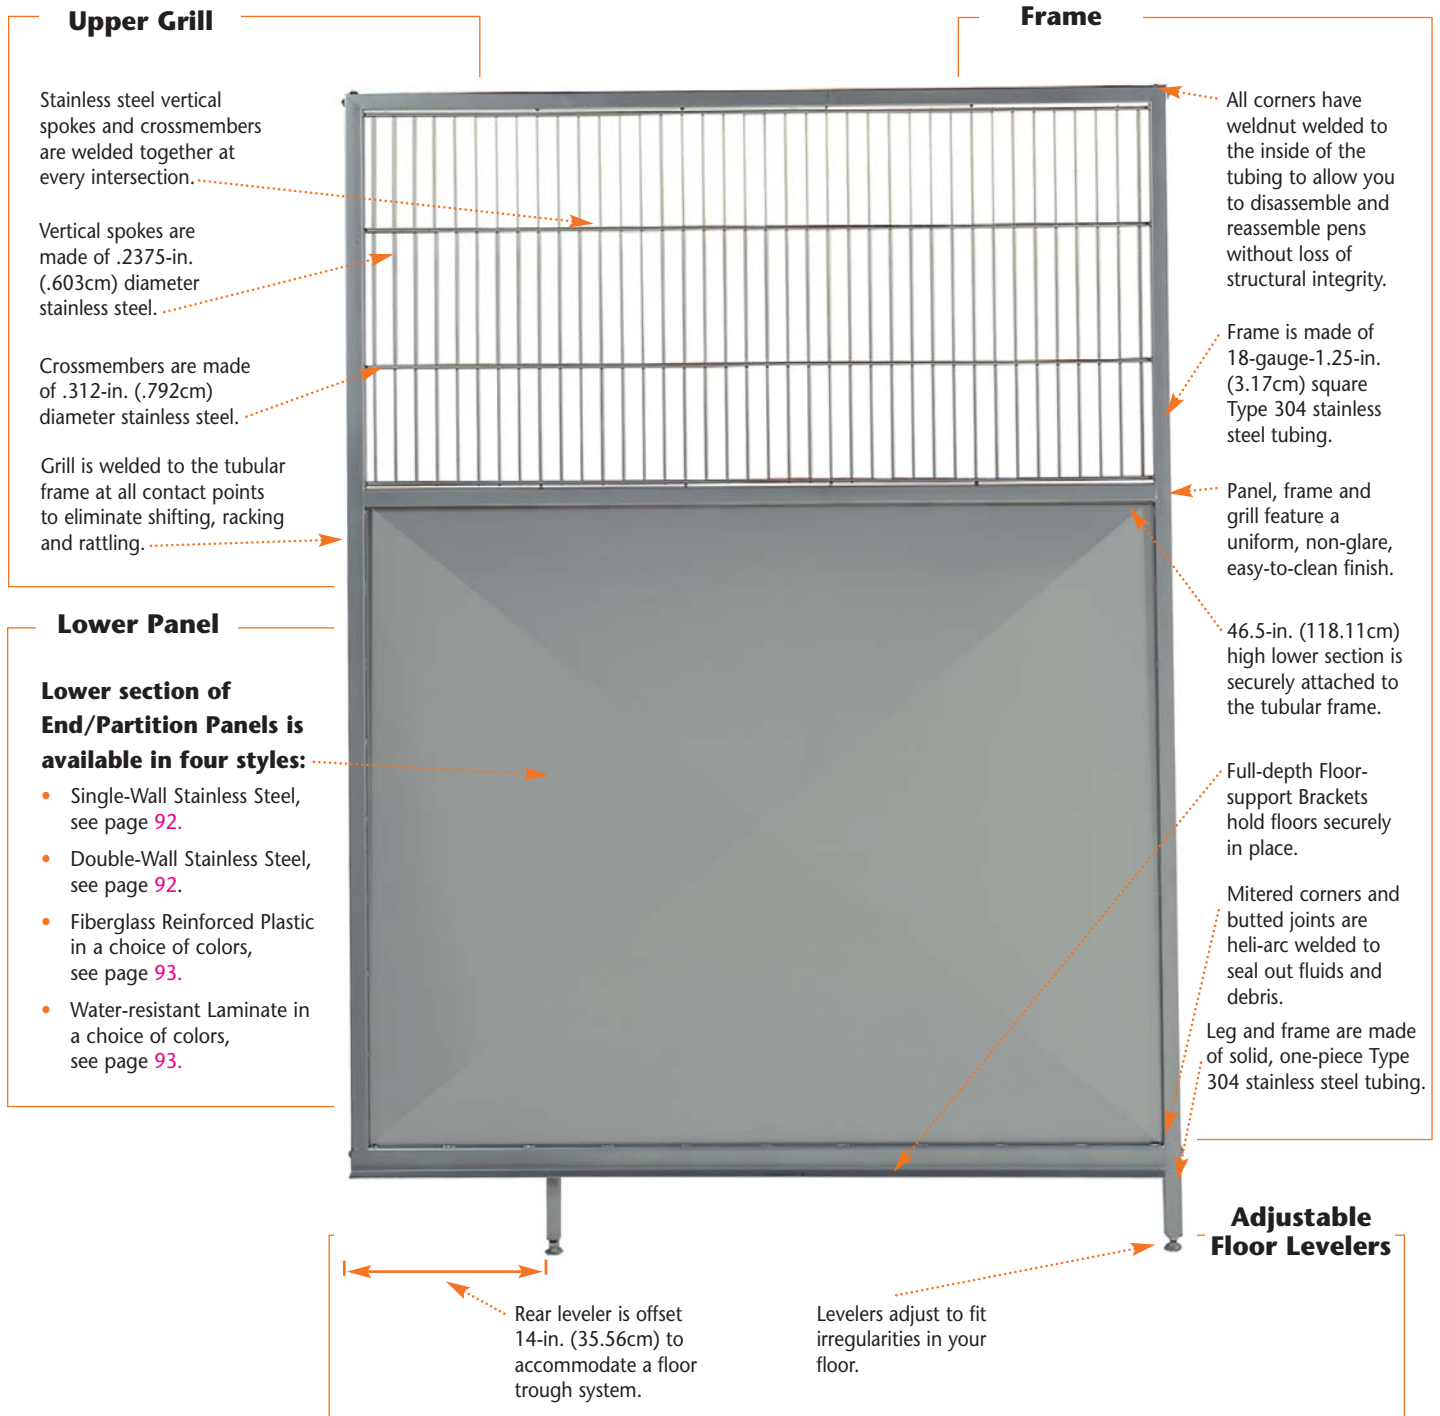 Upper Grill
Stainless steel vertical
spokes and crossmembers
are welded together at
every intersection.
Vertical spokes are
made of .2375-in.
(.603cm) diameter
stainless steel.
Crossmembers are made
of .312-in. (.792cm)
diameter stainless steel.
Grill is welded to the tubular
frame at all contact points
to eliminate shifting, racking
and rattling.
Lower Panel
Lower section of
End/Partition Panels is
available in four styles:
• Single-Wall Stainless Steel,
see page 92.
• Double-Wall Stainless Steel,
see page 92.
• Fiberglass Reinforced Plastic
in a choice of colors,
see page 93.
• Water-resistant Laminate in
a choice of colors,
see page 93.
Frame
All corners have
weldnut welded to
the inside of the
tubing to allow you
to disassemble and
reassemble pens
without loss of
structural integrity.
Frame is made of
18-gauge-1.25-in.
(3.17cm) square
Type 304 stainless
steel tubing.
Panel, frame and
grill feature a
uniform, non-glare,
easy-to-clean finish.
46.5-in. (118.11cm)
high lower section is
securely attached to
the tubular frame.
Full-depth Floor-
support Brackets
hold floors securely
in place.
Mitered corners and
butted joints are
heli-arc welded to
seal out fluids and
debris.
Leg and frame are made
of solid, one-piece Type
304 stainless steel tubing.
Adjustable
Floor Levelers
Rear leveler is offset
14-in. (35.56cm) to
accommodate a floor
trough system.
Levelers adjust to fit
irregularities in your
floor.